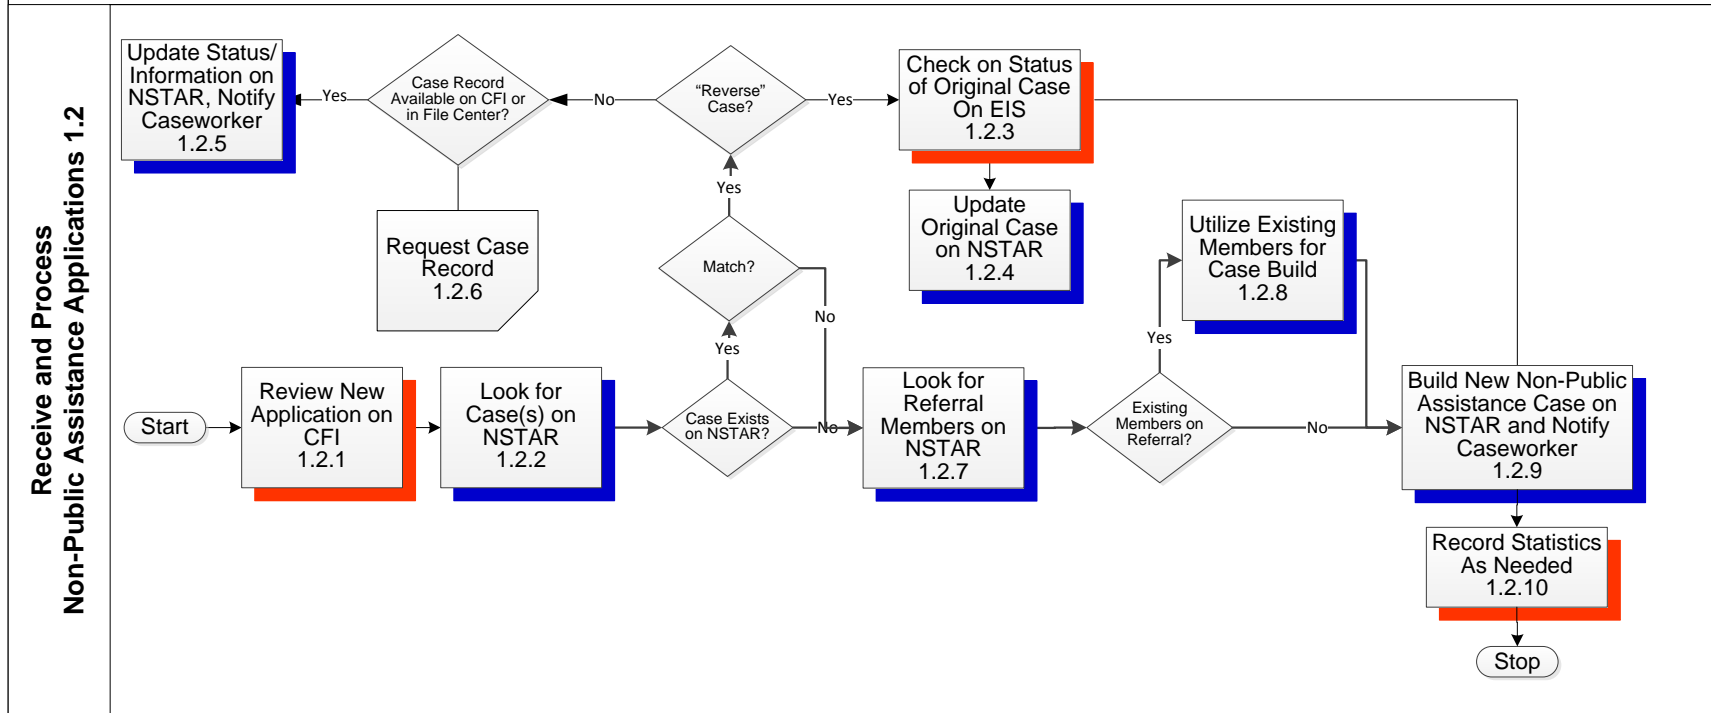 Receive and Process
Non-Public Assistance Applications 1.2
Update Status/
Information on
NSTAR, Notify
Caseworker
1.2.5
Yes
Case Record
Available on CFI or
in File Center?
No
“Reverse”
Case?
Yes
Check on Status
of Original Case
On EIS
1.2.3
Request Case
Record
1.2.6
Yes
Match?
No
Update
Original Case
on NSTAR
1.2.4
Utilize Existing
Members for
Case Build
1.2.8
Yes
Yes
Start
Review New
Application on
CFI
1.2.1
Look for
Case(s) on
NSTAR
1.2.2
Case Exists
on NSTAR?
No
Look for
Referral
Members on
NSTAR
1.2.7
Existing
Members on
Referral?
No
Build New Non-Public
Assistance Case on
NSTAR and Notify
Caseworker
1.2.9
Record Statistics
As Needed
1.2.10
Stop